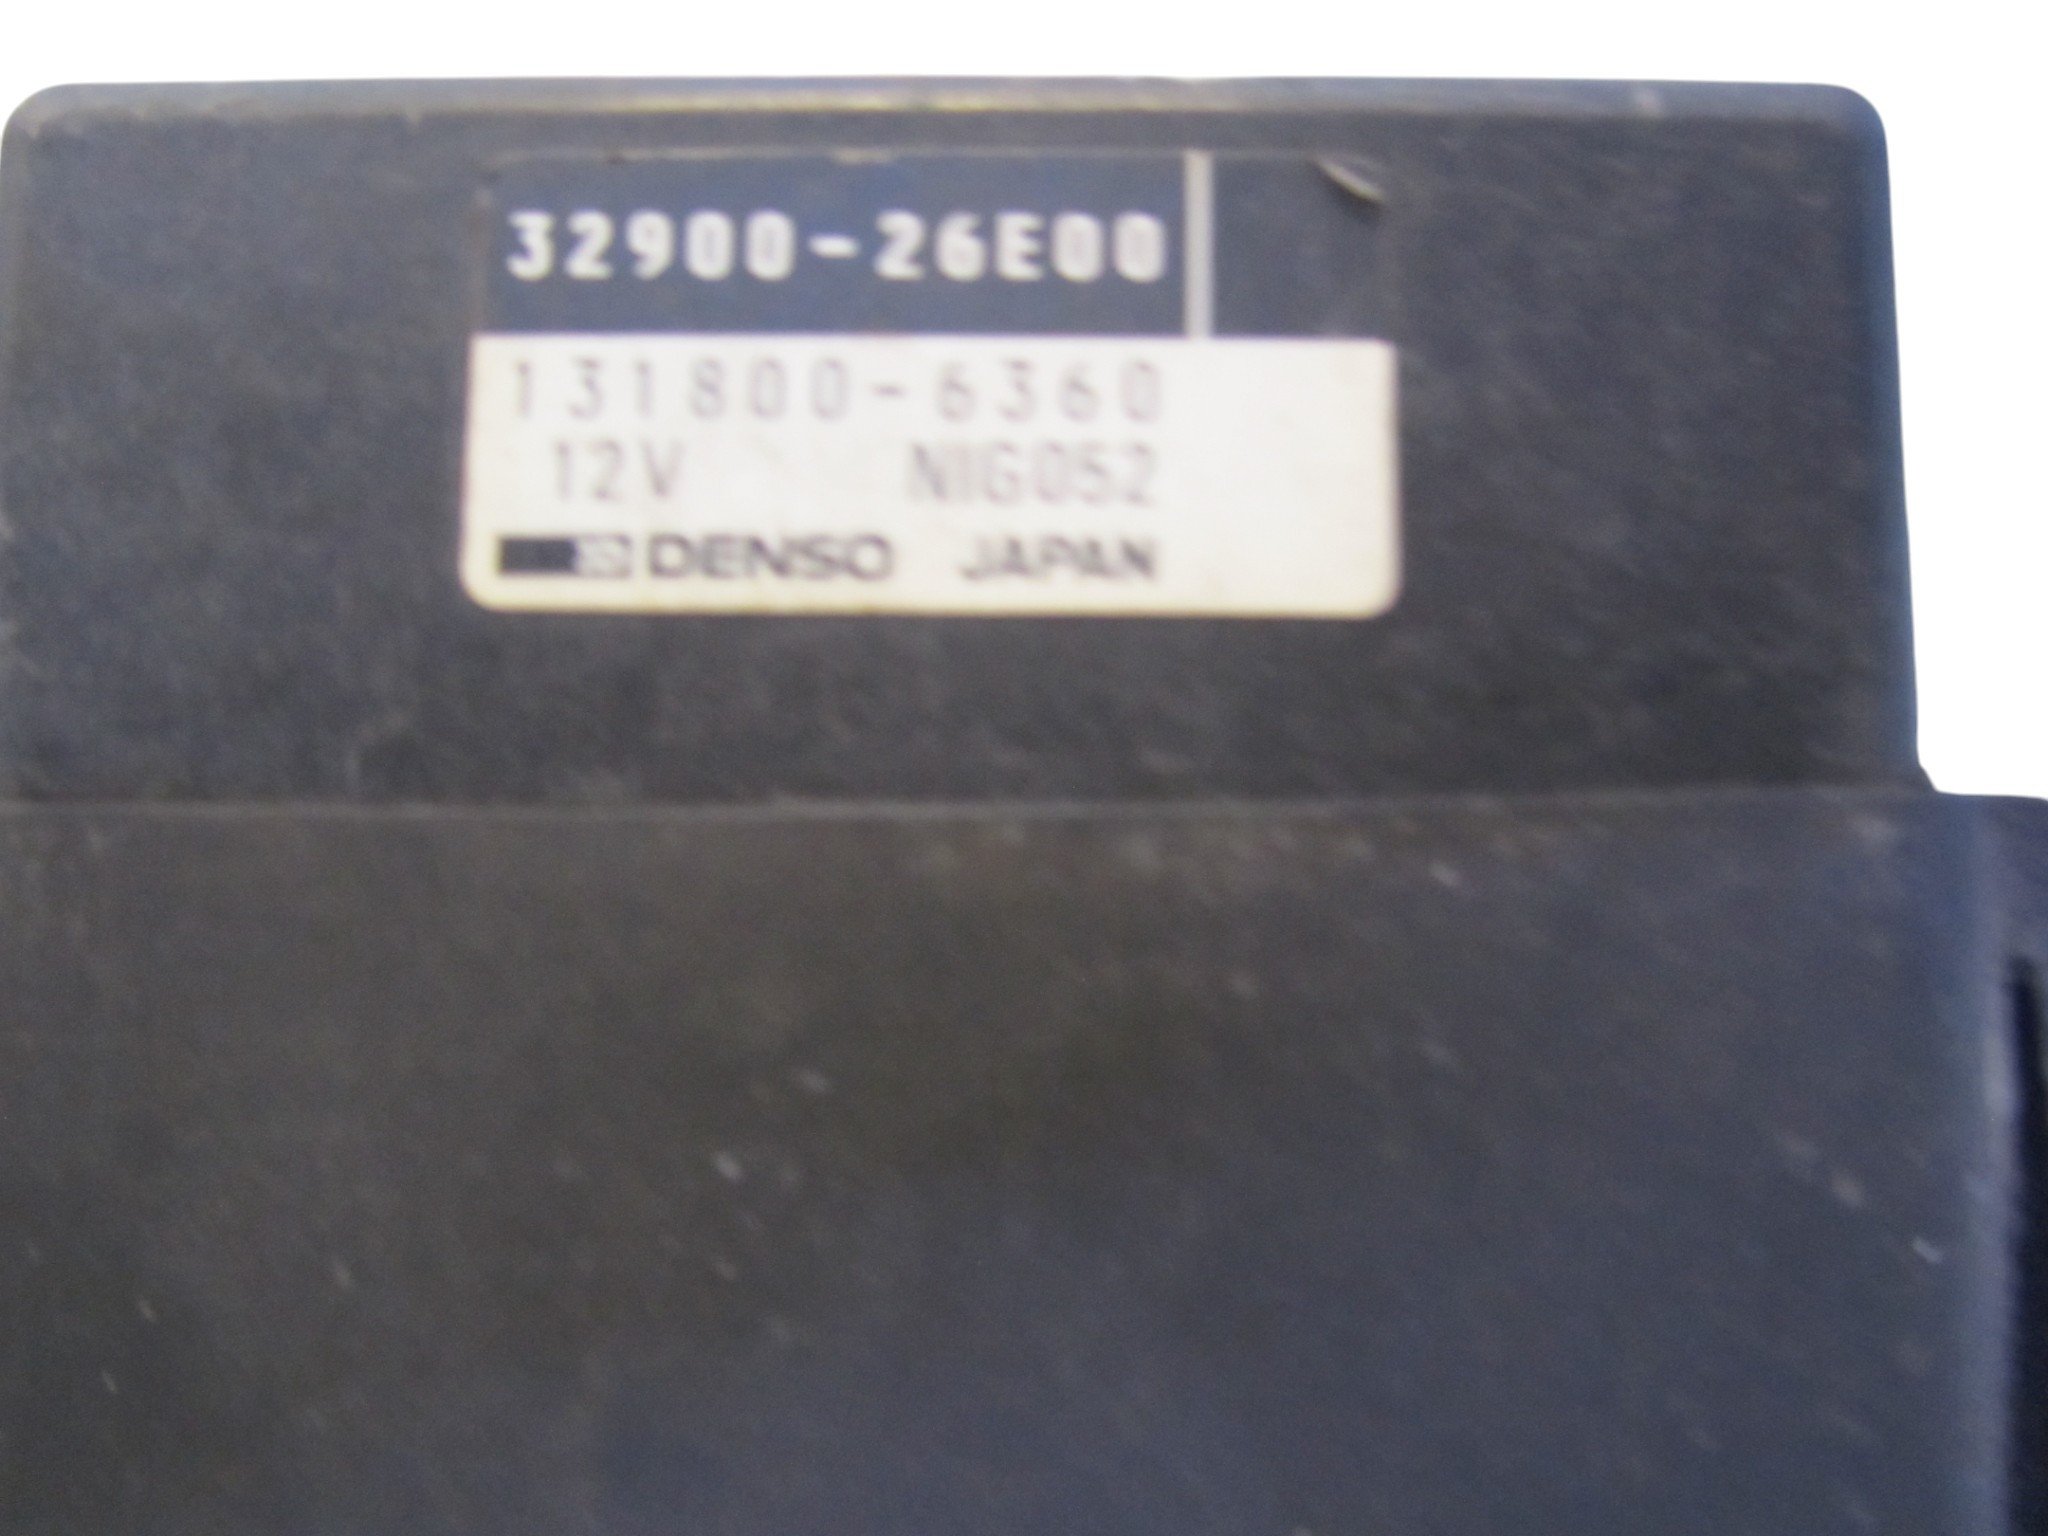 32900-26E00
131800-6360
12V NIG052
DENSO JAPAN